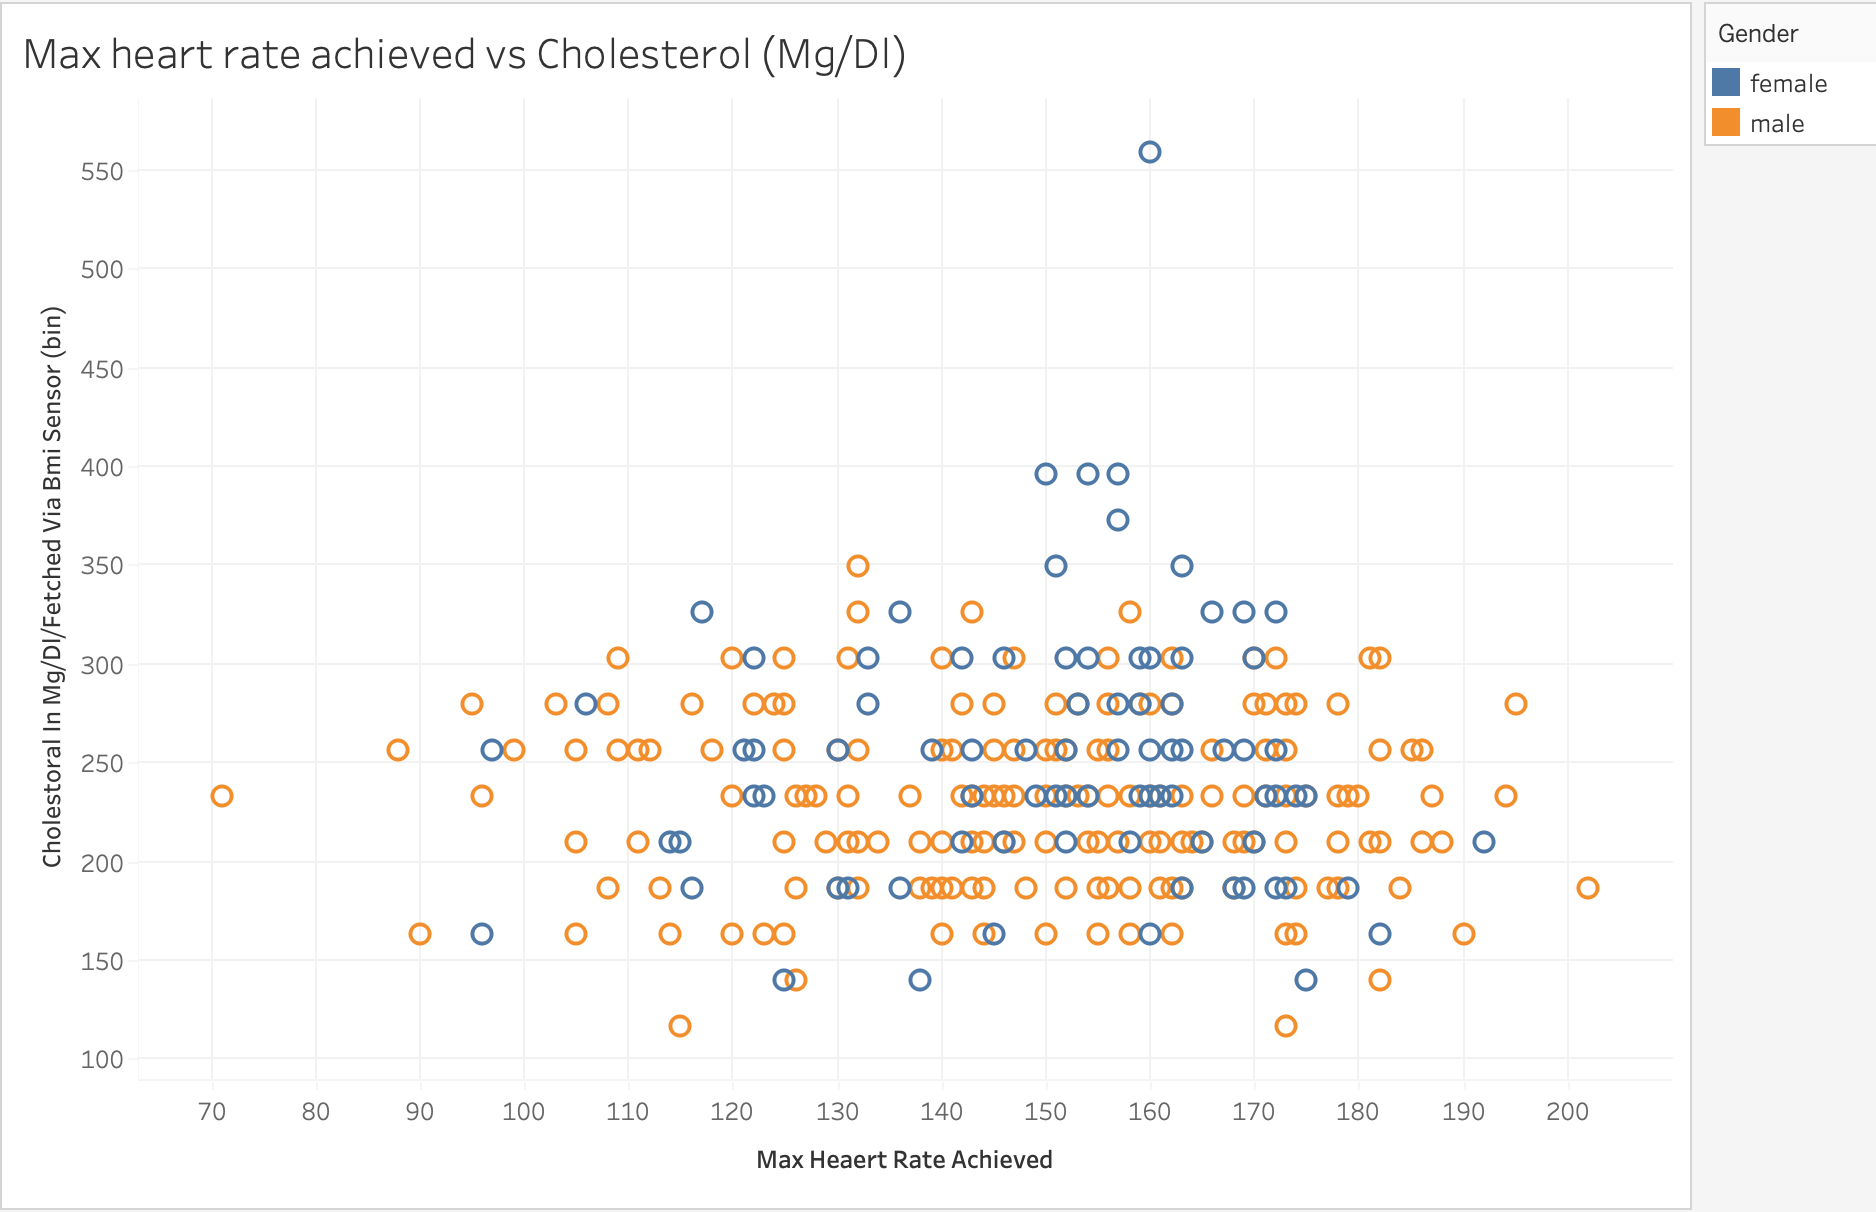 Max heart rate achieved vs Cholesterol (Mg/Dl)
Gender
female
male
Cholestoral In Mg/Dl/Fetched Via Bmi Sensor (bin)
550
500
450
400
350
300
250
200
150
100
70 80 90 100 110 120 130 140 150 160 170 180 190 200
Max Heaert Rate Achieved